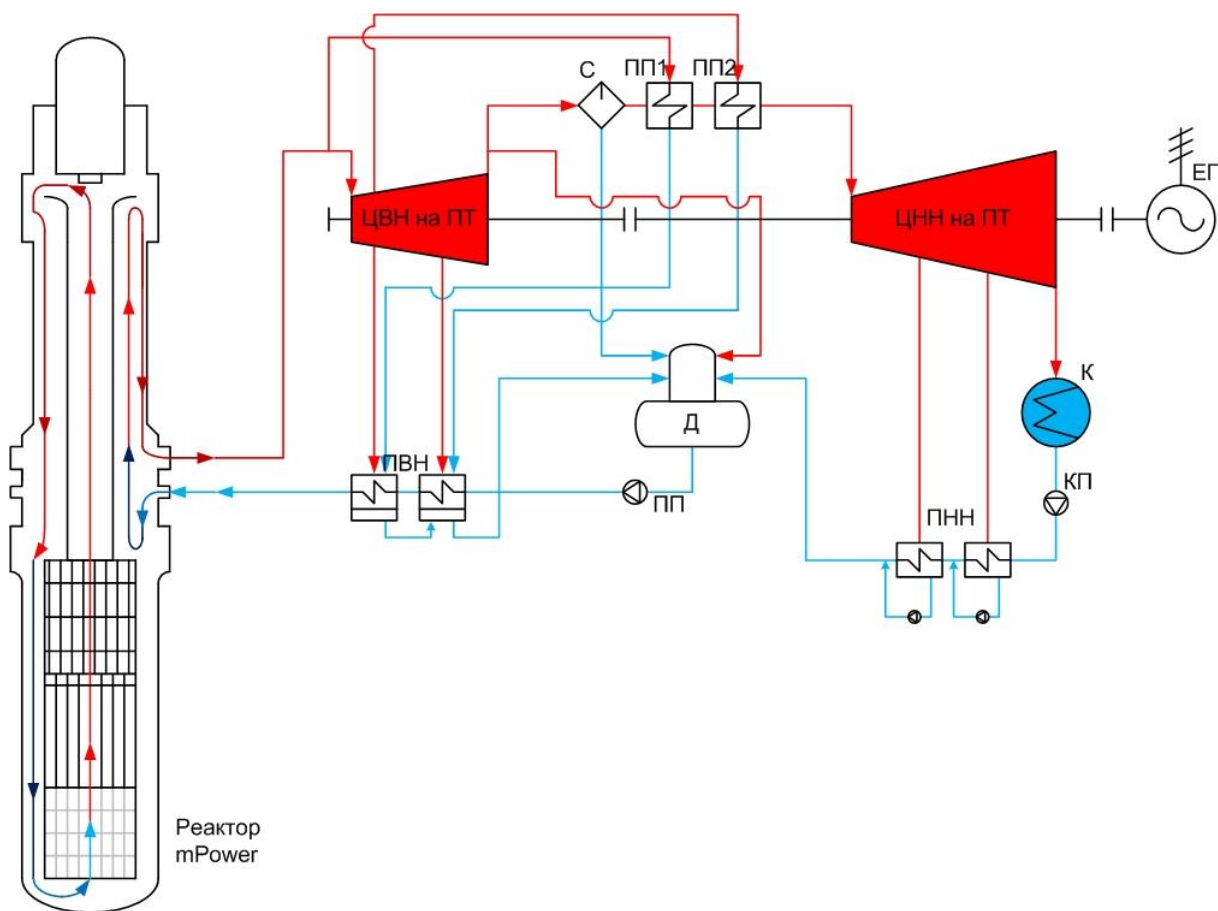 С
ПП1
ПП2
ЕГ
ЦВН на ПТ
ЦНН на ПТ
К
Д
ПВН
ПП
КП
ПНН
Реактор
mPower